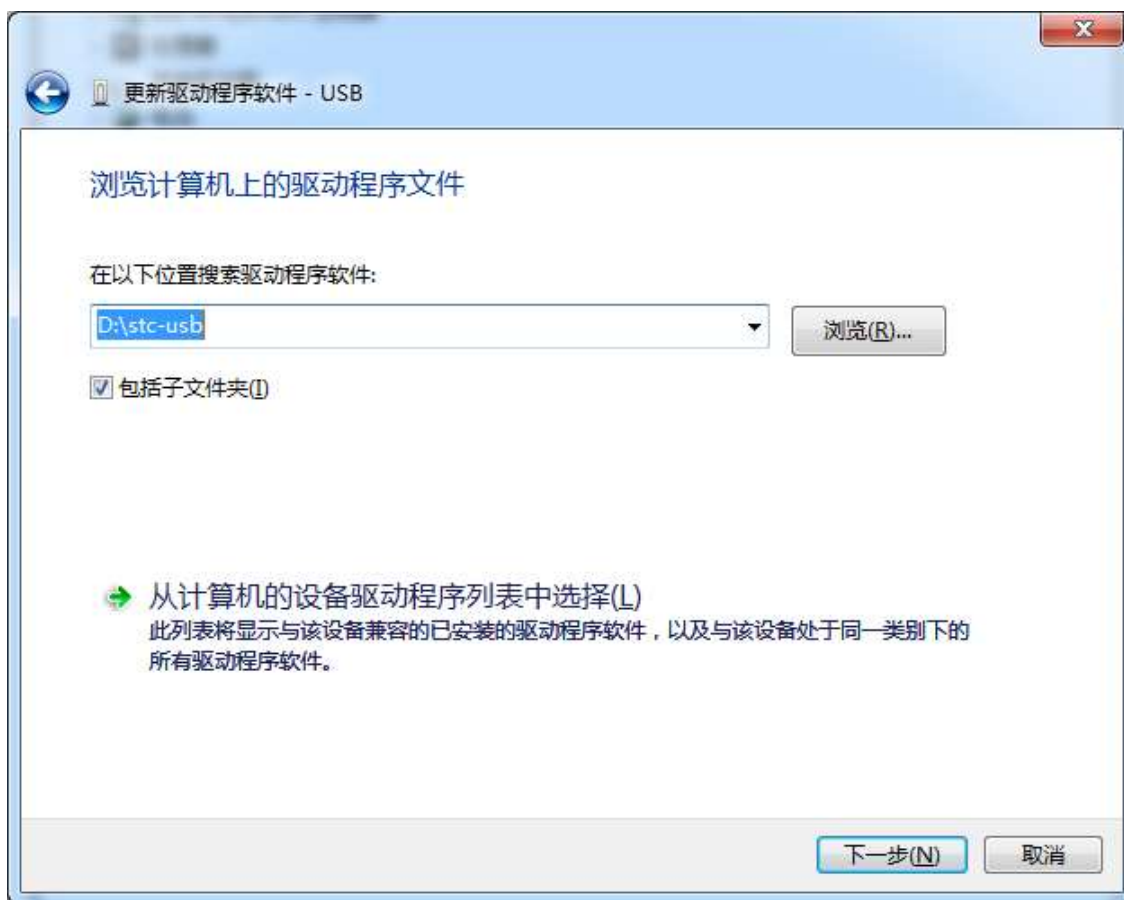 更新驱动程序软件 - USB
浏览计算机上的驱动程序文件
在以下位置搜索驱动程序软件:
D:\stc-usb
浏览(R)...
包括子文件夹(I)
从计算机的设备驱动程序列表中选择(L)
此列表将显示与该设备兼容的已安装的驱动程序软件，以及与该设备处于同一类别下的
所有驱动程序软件。
下一步(N)
取消